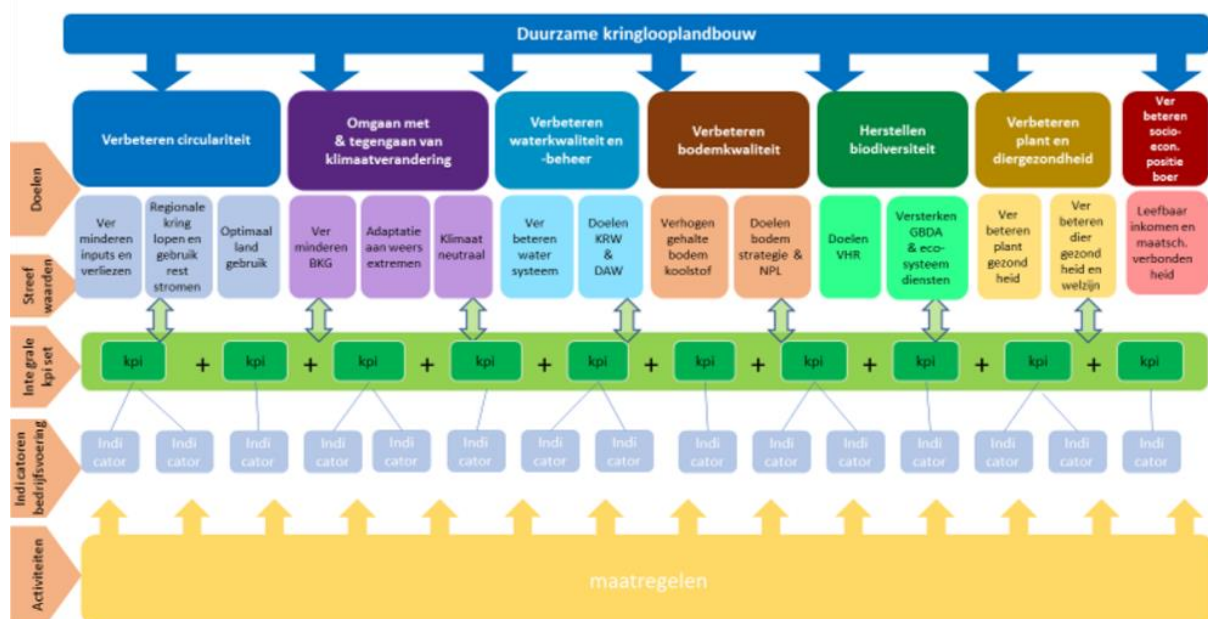 Duurzame kringlooplandbouw
Doelen
Verbeteren circulariteit
Omgaan met
& tegengaan van
klimaatverandering
Verbeteren
waterkwaliteit en
-beheer
Verbeteren
bodemkwaliteit
Herstellen
biodiversiteit
Verbeteren
plant en
diergezondheid
Ver
beteren
socio-
econ.
positie
boer
Streef
waarden
Ver
minderen
inputs en
verliezen
Regionale
kring
lopen en
gebruik
rest
stromen
Optimaal
land
gebruik
Ver
minderen
BKG
Adaptatie
aan weers
extremen
Klimaat
neutraal
Ver
beteren
water
systeem
Doelen
KRW
&
DAW
Verhogen
gehalte
bodem
koolstof
Doelen
bodem
strategie &
NPL
Doelen
VHR
Versterken
GBDA &
eco-
systeem
diensten
Ver
beteren
plant
gezond
heid
Ver
beteren
dier
gezond
heid en
welzijn
Leefbaar
inkomen en
maatsch.
verbonden
heid
Integrale
kpi set
kpi + kpi + kpi + kpi + kpi + kpi + kpi + kpi + kpi + kpi
Indicatoren
bedrijfsvoering
Indi
cator
Indi
cator
Indi
cator
Indi
cator
Indi
cator
Indi
cator
Indi
cator
Indi
cator
Indi
cator
Indi
cator
Indi
cator
Indi
cator
Indi
cator
Indi
cator
Indi
cator
Activiteiten
maatregelen